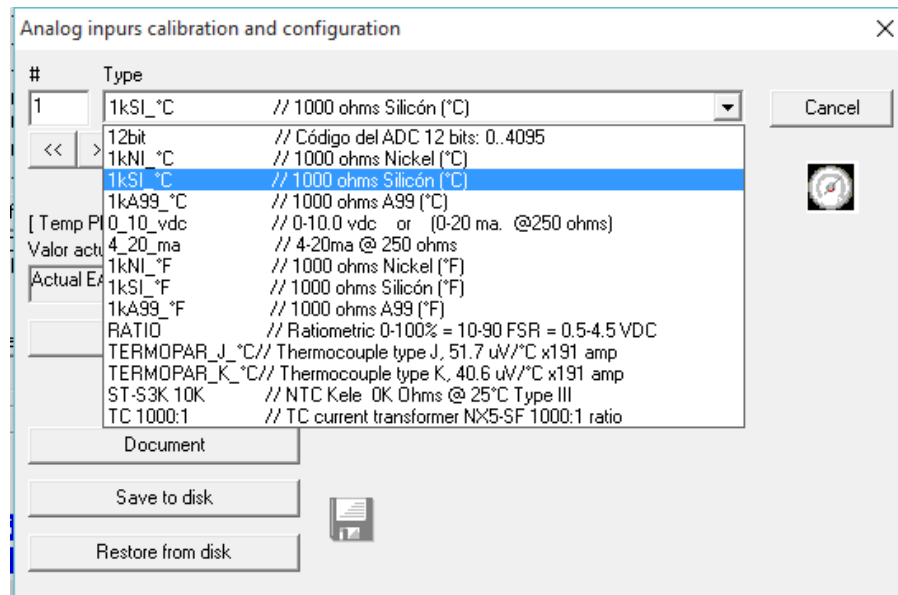 Analog inpurs calibration and configuration
# Type
1 1kSI_°C // 1000 ohms Silicón (°C) Cancel
<< >
12bit // Código del ADC 12 bits: 0..4095
1kNI_°C // 1000 ohms Nickel (°C)
1kSI_°C // 1000 ohms Silicón (°C)
1kA99_°C // 1000 ohms A99 (°C)
[ Temp Pl 0_10_vdc // 0-10.0 vdc or (0-20 ma. @250 ohms)
Valor actu 4_20_ma // 4-20ma @ 250 ohms
1kNI_°F // 1000 ohms Nickel (°F)
Actual EA 1kSI_°F // 1000 ohms Silicón (°F)
1kA99_°F // 1000 ohms A99 (°F)
RATIO // Ratiometric 0-100% = 10-90 FSR = 0.5-4.5 VDC
TERMOPAR_J_°C// Thermocouple type J, 51.7 uV/°C x191 amp
TERMOPAR_K_°C// Thermocouple type K, 40.6 uV/°C x191 amp
ST-S3K 10K // NTC Kele 0K Ohms @ 25°C Type III
TC 1000:1 // TC current transformer NX5-SF 1000:1 ratio
Document
Save to disk
Restore from disk